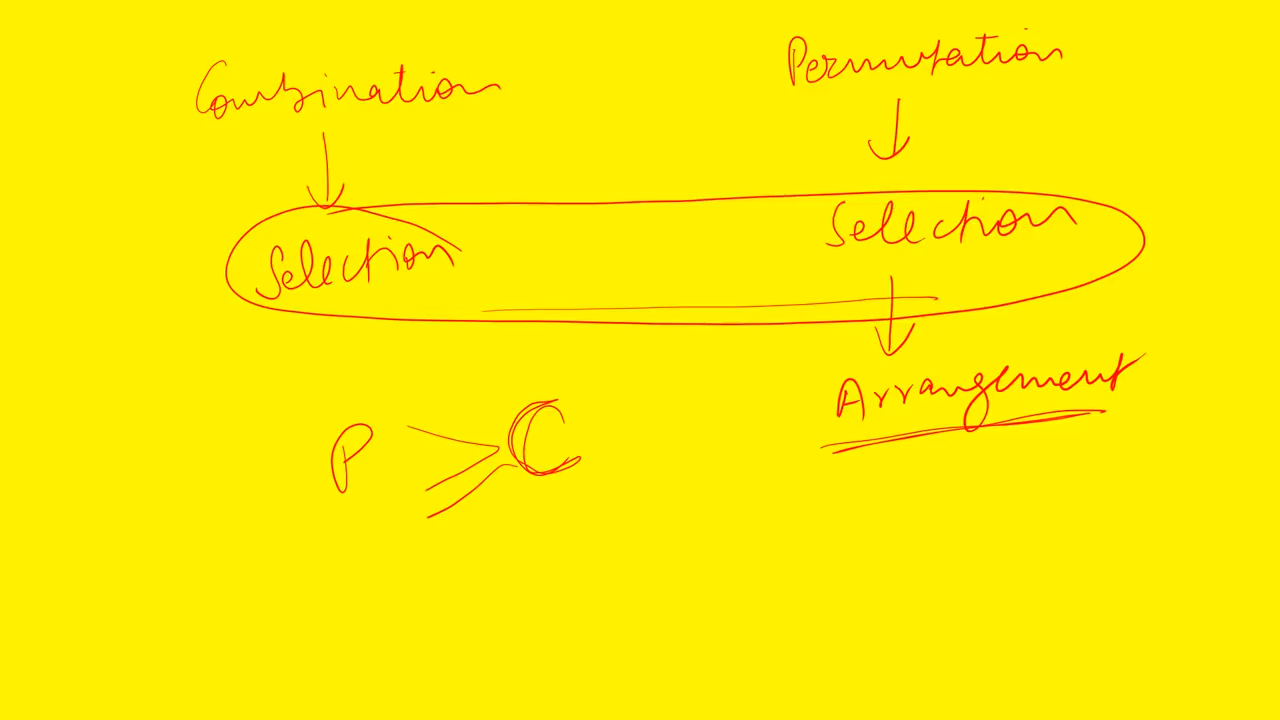 Combination
Permutation
Selection
Selection
Arrangement
P ≥ C